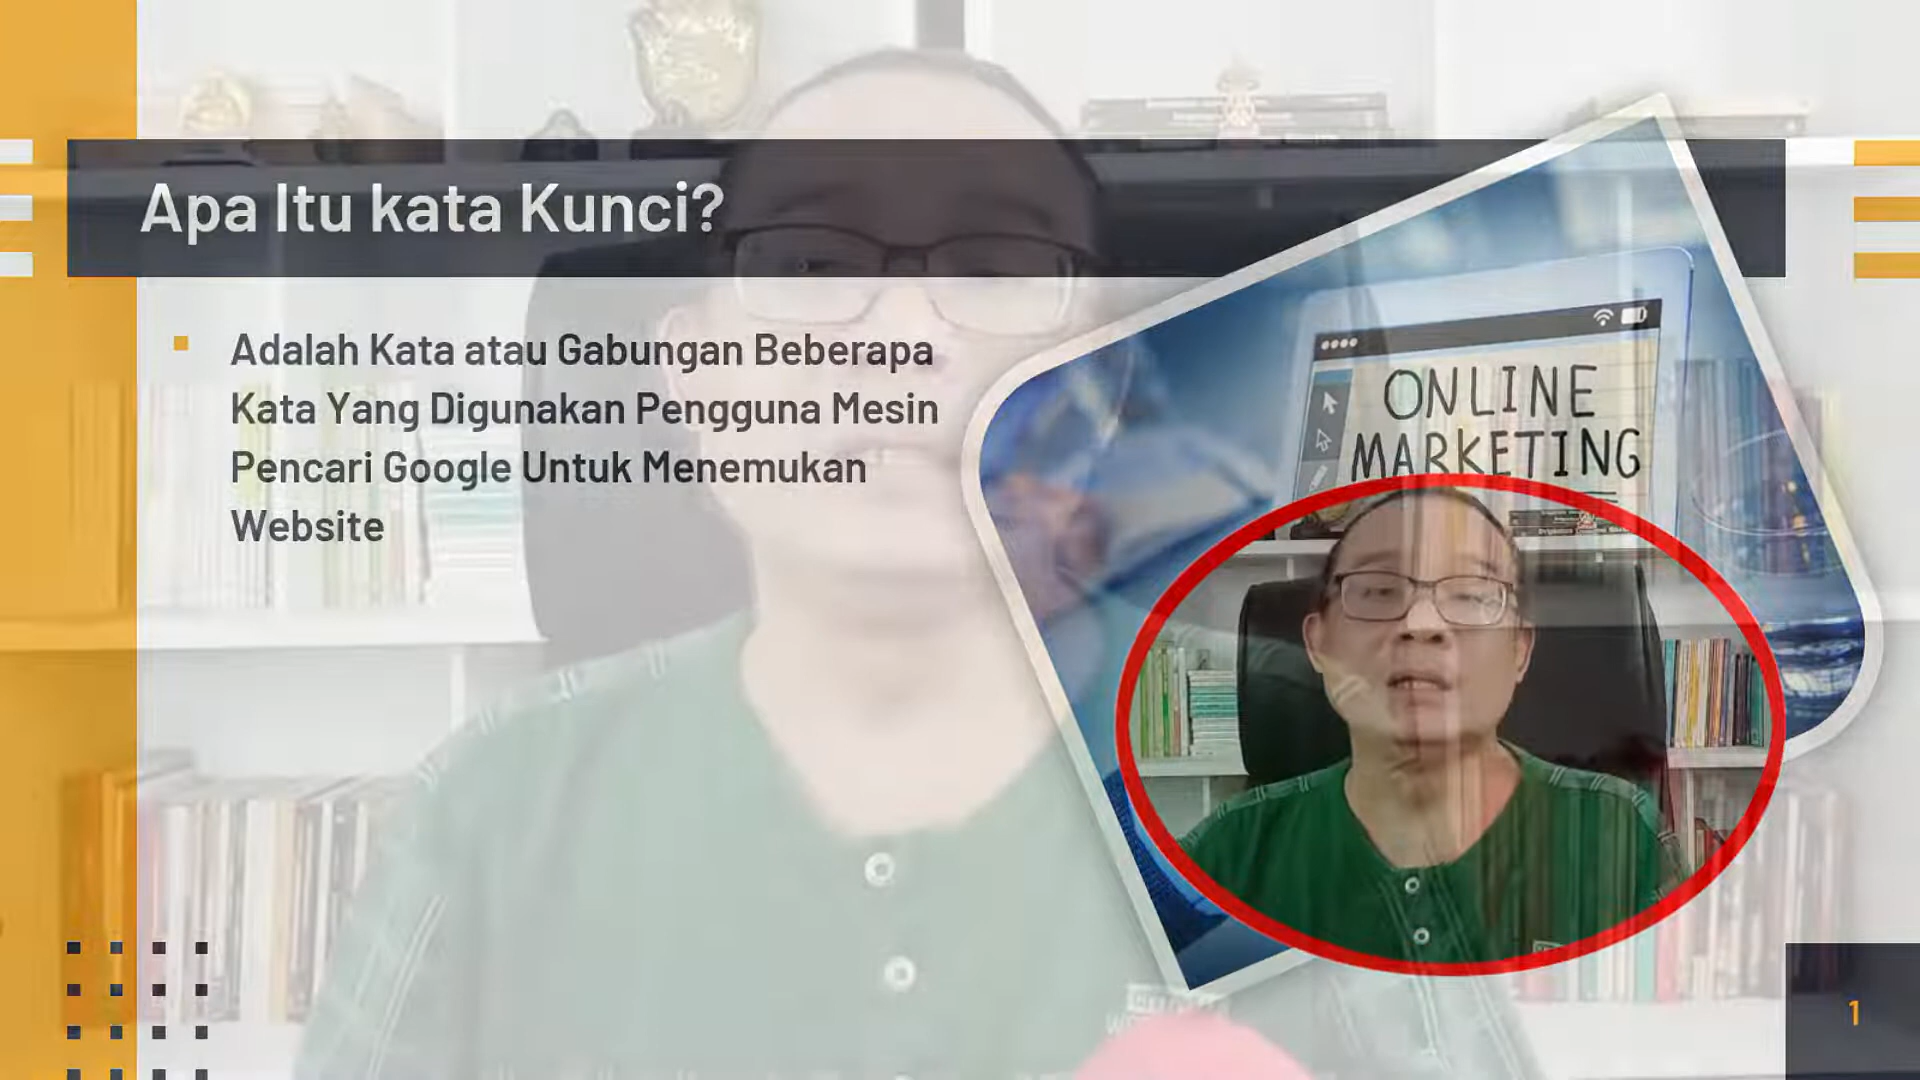 Apa Itu kata Kunci?
Adalah Kata atau Gabungan Beberapa
Kata Yang Digunakan Pengguna Mesin
Pencari Google Untuk Menemukan
Website
ONLINE
MARKETING
1